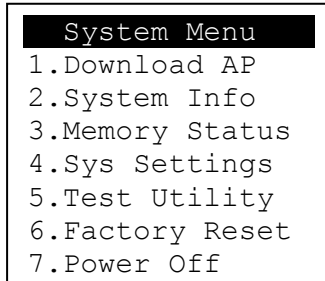 System Menu
1.Download AP
2.System Info
3.Memory Status
4.Sys Settings
5.Test Utility
6.Factory Reset
7.Power Off